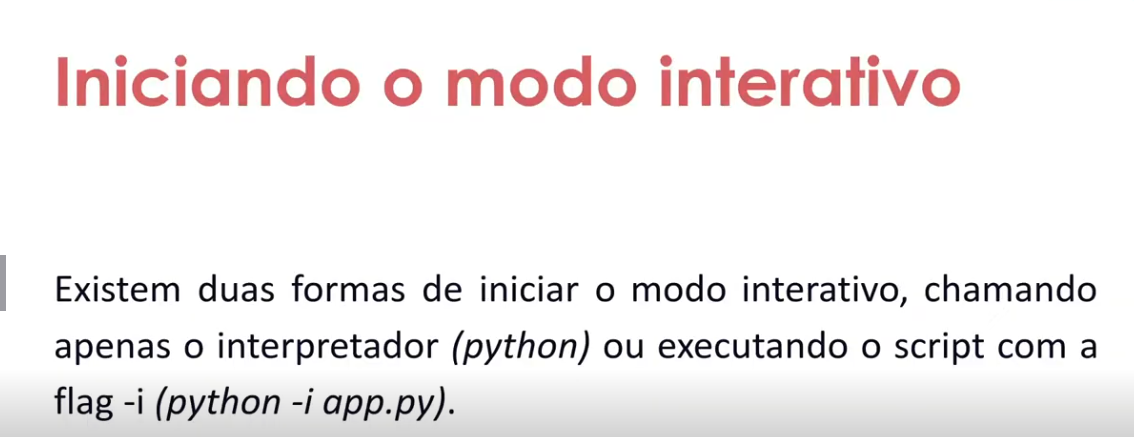 Iniciando o modo interativo
Existem duas formas de iniciar o modo interativo, chamando
apenas o interpretador (python) ou executando o script com a
flag -i (python -i app.py).